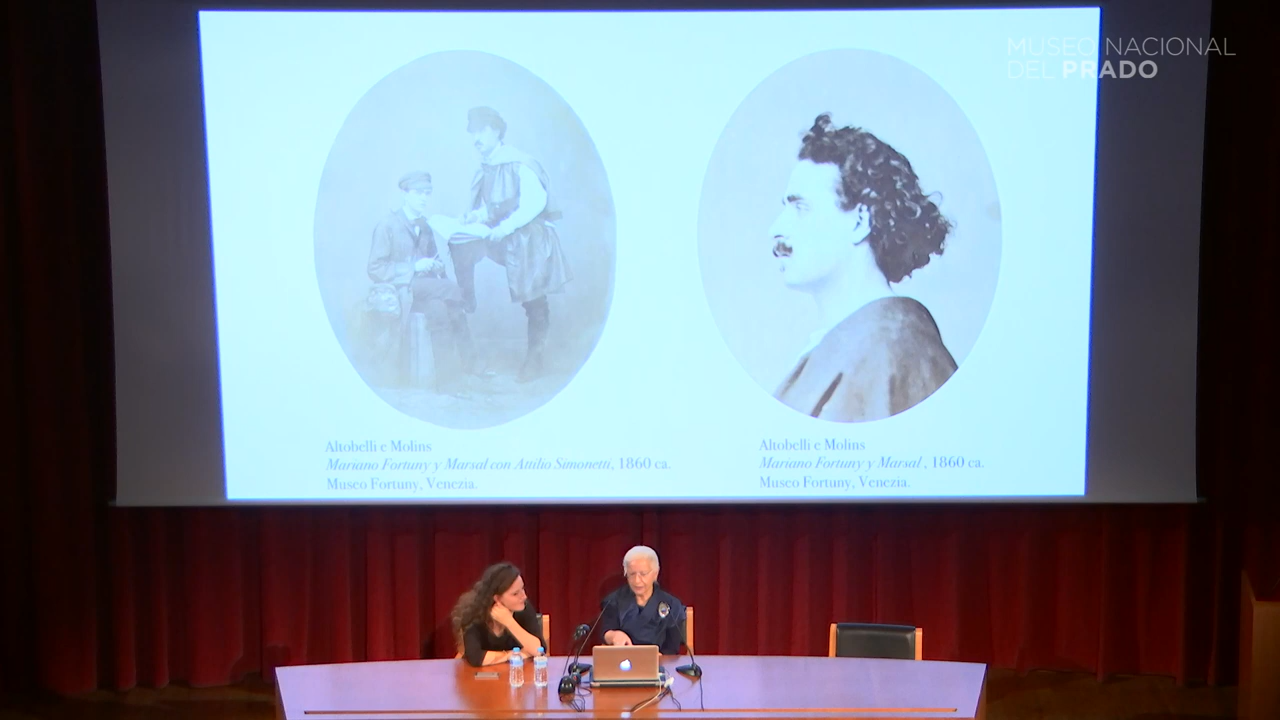 MUSEO NACIONAL
DEL PRADO
Altobelli e Molins
Mariano Fortuny y Marsal con Attilio Simonetti, 1860 ca.
Museo Fortuny, Venezia.
Altobelli e Molins
Mariano Fortuny y Marsal , 1860 ca.
Museo Fortuny, Venezia.